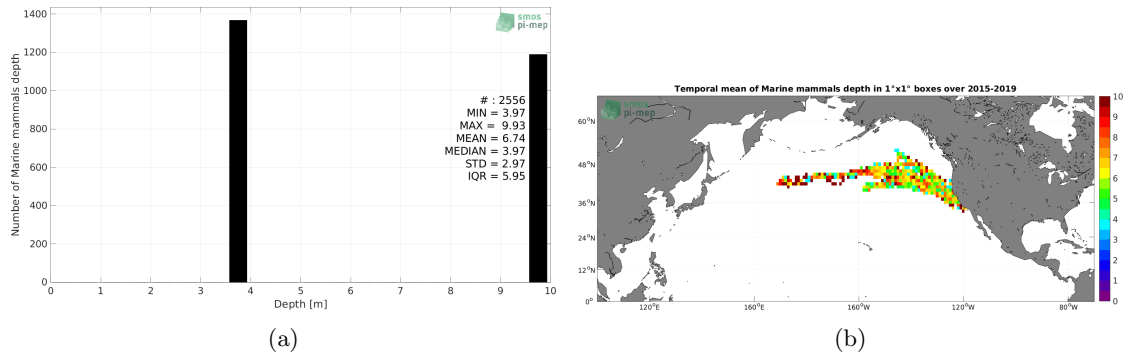 1400
1200
1000
800
600
400
200
0
Number of Marine mammals depth
smos
pi-mep
# : 2556
MIN = 3.97
MAX = 9.93
MEAN = 6.74
MEDIAN = 3.97
STD = 2.97
IQR = 5.95
0 1 2 3 4 5 6 7 8 9 10
Depth [m]
(a)
Temporal mean of Marine mammals depth in 1°x1° boxes over 2015-2019
smos
pi-mep
60°N
48°N
36°N
24°N
12°N
0°
120°E 160°E 160°W 120°W 80°W
10
9
8
7
6
5
4
3
2
1
0
(b)